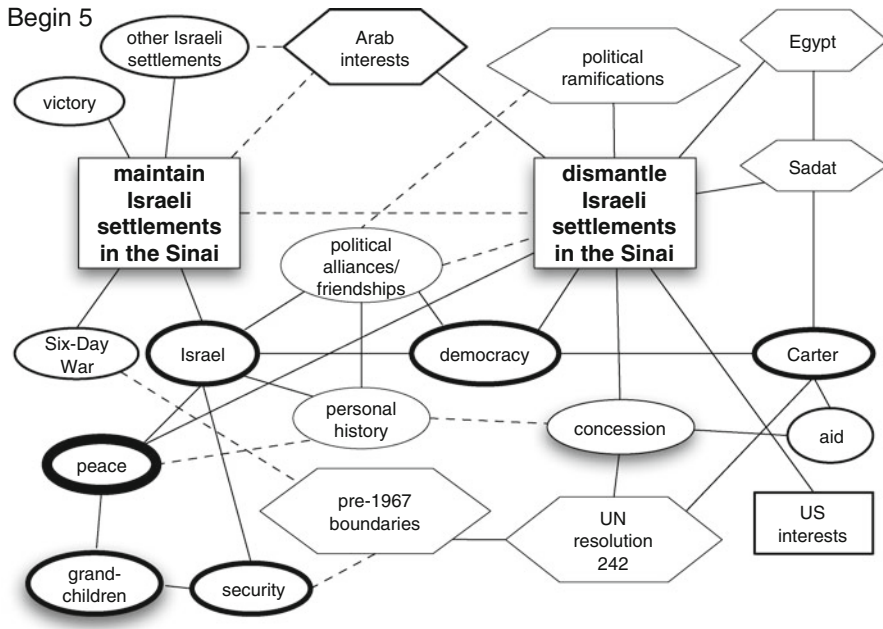 Begin 5
other Israeli
settlements
Arab
interests
political
ramifications
Egypt
victory
maintain
Israeli
settlements
in the Sinai
dismantle
Israeli
settlements
in the Sinai
Sadat
political
alliances/
friendships
Six-Day
War
Israel
democracy
Carter
personal
history
concession
aid
peace
pre-1967
boundaries
UN
resolution
242
US
interests
grand-
children
security